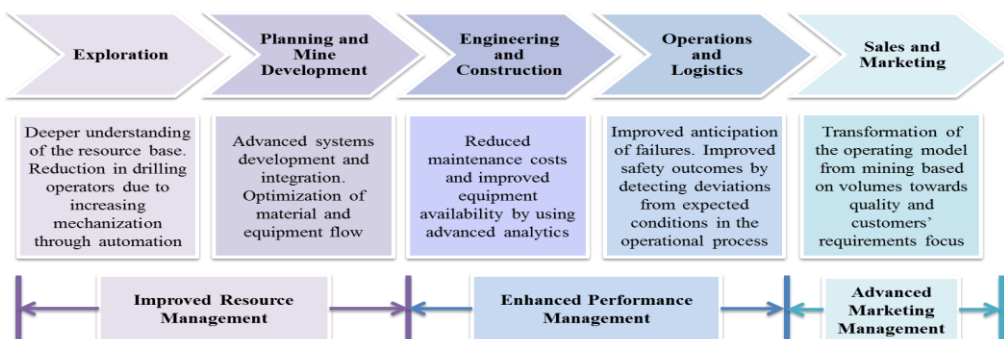 Exploration
Planning and
Mine
Development
Engineering
and
Construction
Operations
and
Logistics
Sales and
Marketing
Deeper understanding
of the resource base.
Reduction in drilling
operators due to
increasing
mechanization
through automation
Advanced systems
development and
integration.
Optimization of
material and
equipment flow
Reduced
maintenance costs
and improved
equipment
availability by using
advanced analytics
Improved anticipation
of failures. Improved
safety outcomes by
detecting deviations
from expected
conditions in the
operational process
Transformation of
the operating model
from mining based
on volumes towards
quality and
customers’
requirements focus
Improved Resource
Management
Enhanced Performance
Management
Advanced
Marketing
Management